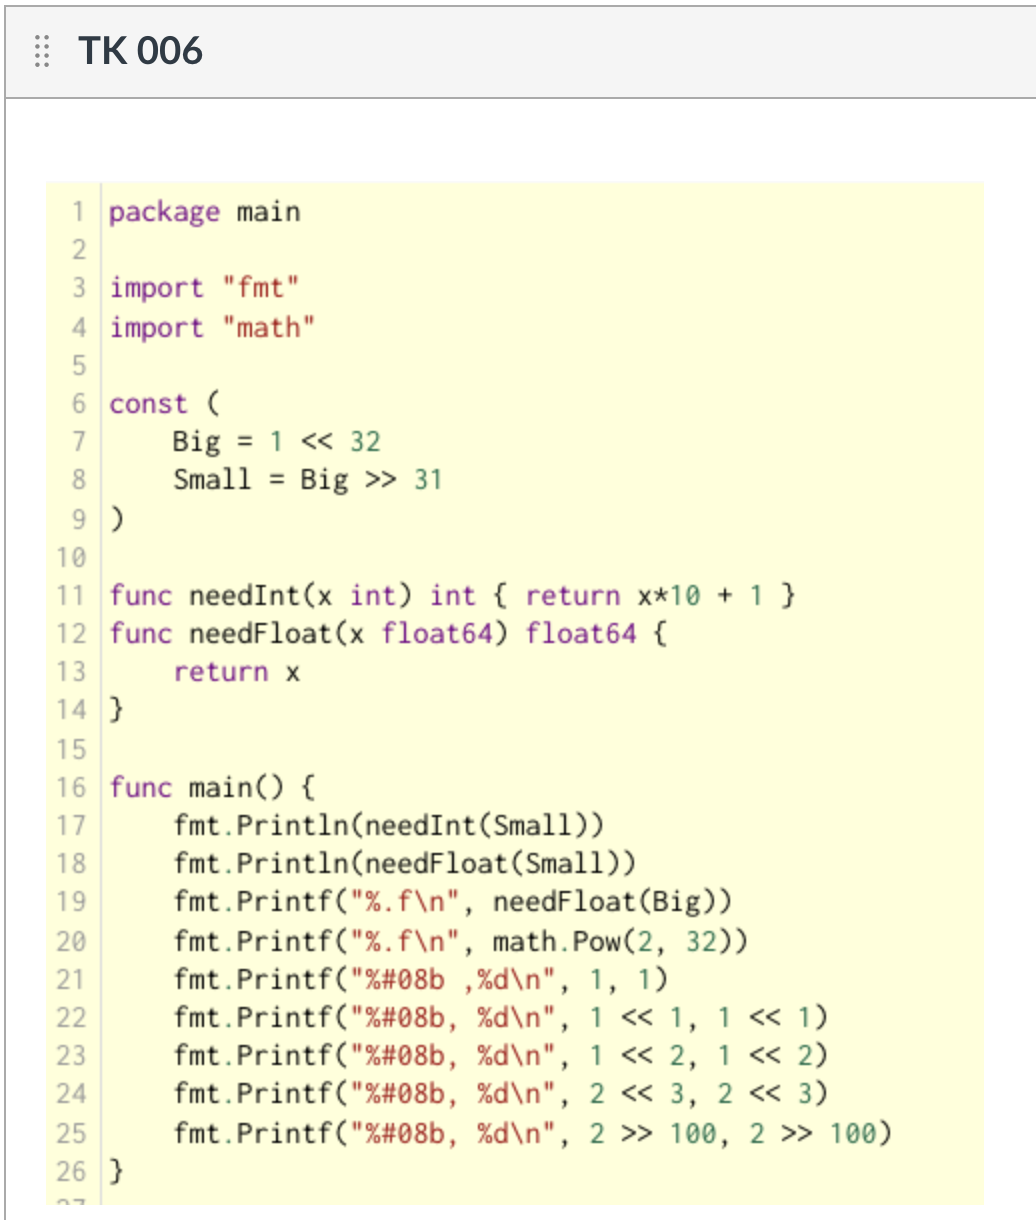 TK 006
1 package main
2
3 import "fmt"
4 import "math"
5
6 const (
7     Big = 1 << 32
8     Small = Big >> 31
9 )
10
11 func needInt(x int) int { return x*10 + 1 }
12 func needFloat(x float64) float64 {
13     return x
14 }
15
16 func main() {
17     fmt.Println(needInt(Small))
18     fmt.Println(needFloat(Small))
19     fmt.Printf("%.f\n", needFloat(Big))
20     fmt.Printf("%.f\n", math.Pow(2, 32))
21     fmt.Printf("%#08b ,%d\n", 1, 1)
22     fmt.Printf("%#08b, %d\n", 1 << 1, 1 << 1)
23     fmt.Printf("%#08b, %d\n", 1 << 2, 1 << 2)
24     fmt.Printf("%#08b, %d\n", 2 << 3, 2 << 3)
25     fmt.Printf("%#08b, %d\n", 2 >> 100, 2 >> 100)
26 }